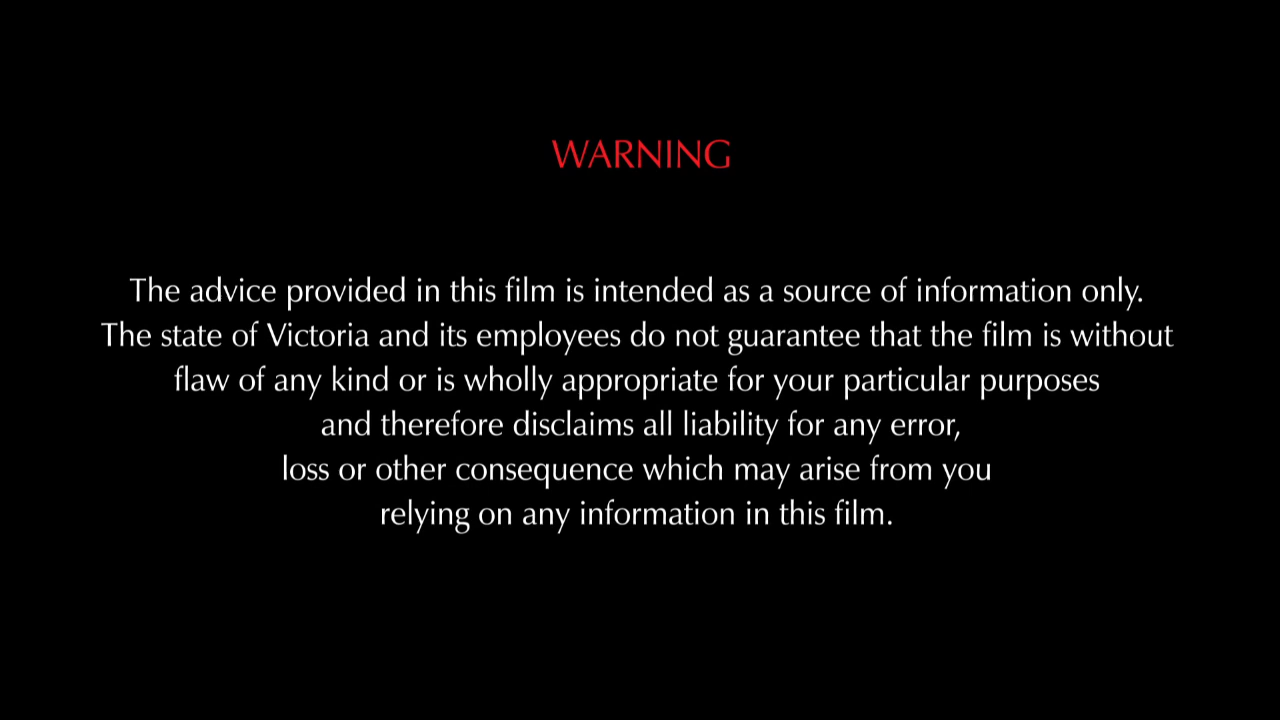 WARNING
The advice provided in this film is intended as a source of information only.
The state of Victoria and its employees do not guarantee that the film is without
flaw of any kind or is wholly appropriate for your particular purposes
and therefore disclaims all liability for any error,
loss or other consequence which may arise from you
relying on any information in this film.